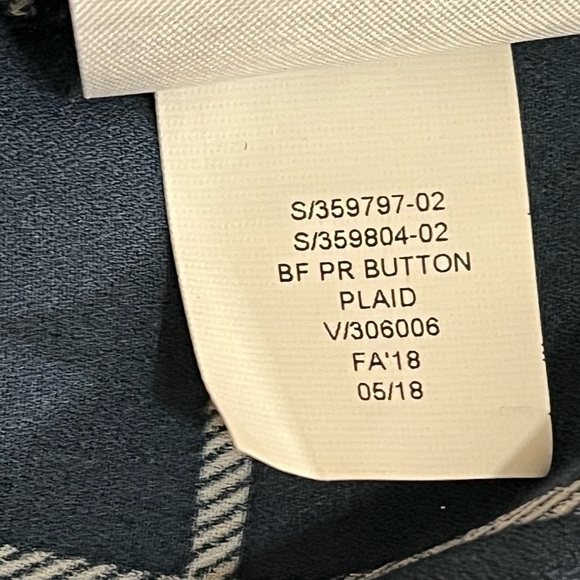 S/359797-02
S/359804-02
BF PR BUTTON
PLAID
V/306006
FA'18
05/18